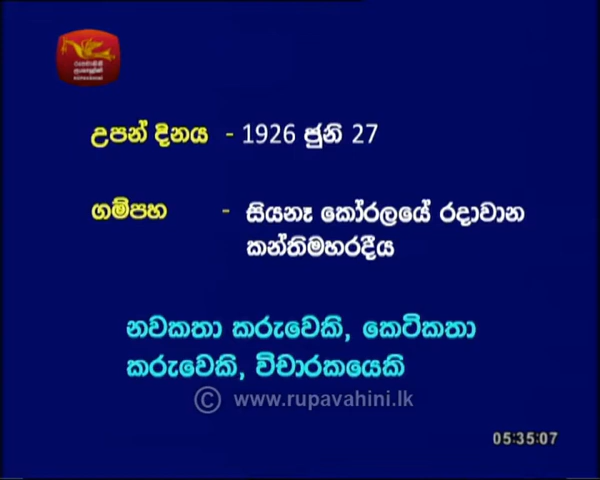 උපන් දිනය - 1926 ජුනි 27
ගම්පහ - සියනෑ කෝරලයේ රදාවාන
කන්තිමහරදීය
නවකතා කරුවෙකි, කෙටිකතා
කරුවෙකි, විචාරකයෙකි
© www.rupavahini.lk
05:35:07